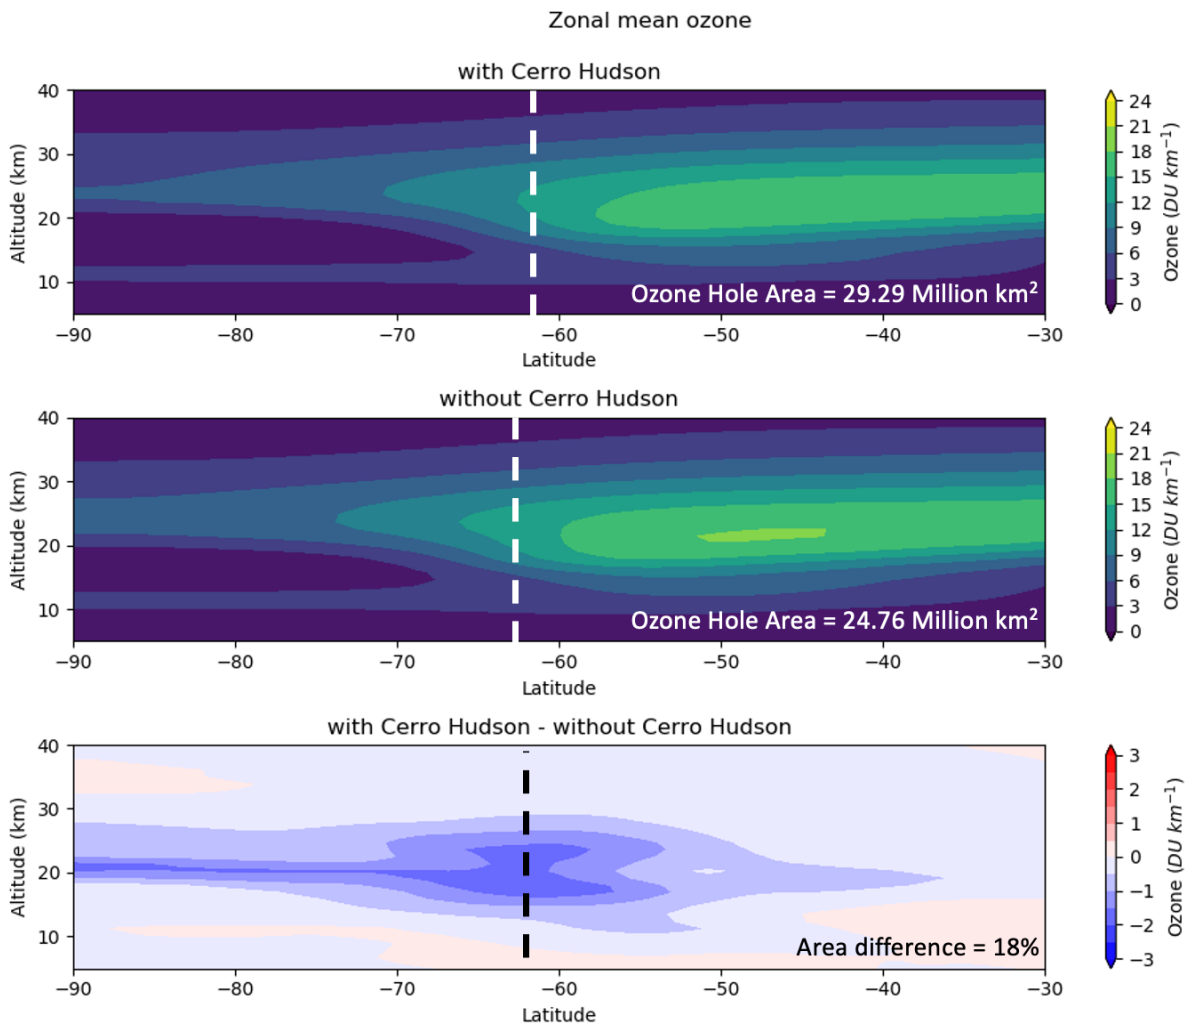 Zonal mean ozone
with Cerro Hudson
40
30
20
10
Altitude (km)
−90 −80 −70 −60 −50 −40 −30
Latitude
Ozone Hole Area = 29.29 Million km²
24
21
18
15
12
9
6
3
0
Ozone (DU km⁻¹)
without Cerro Hudson
40
30
20
10
Altitude (km)
−90 −80 −70 −60 −50 −40 −30
Latitude
Ozone Hole Area = 24.76 Million km²
24
21
18
15
12
9
6
3
0
Ozone (DU km⁻¹)
with Cerro Hudson - without Cerro Hudson
40
30
20
10
Altitude (km)
−90 −80 −70 −60 −50 −40 −30
Latitude
Area difference = 18%
3
2
1
0
−1
−2
−3
Ozone (DU km⁻¹)